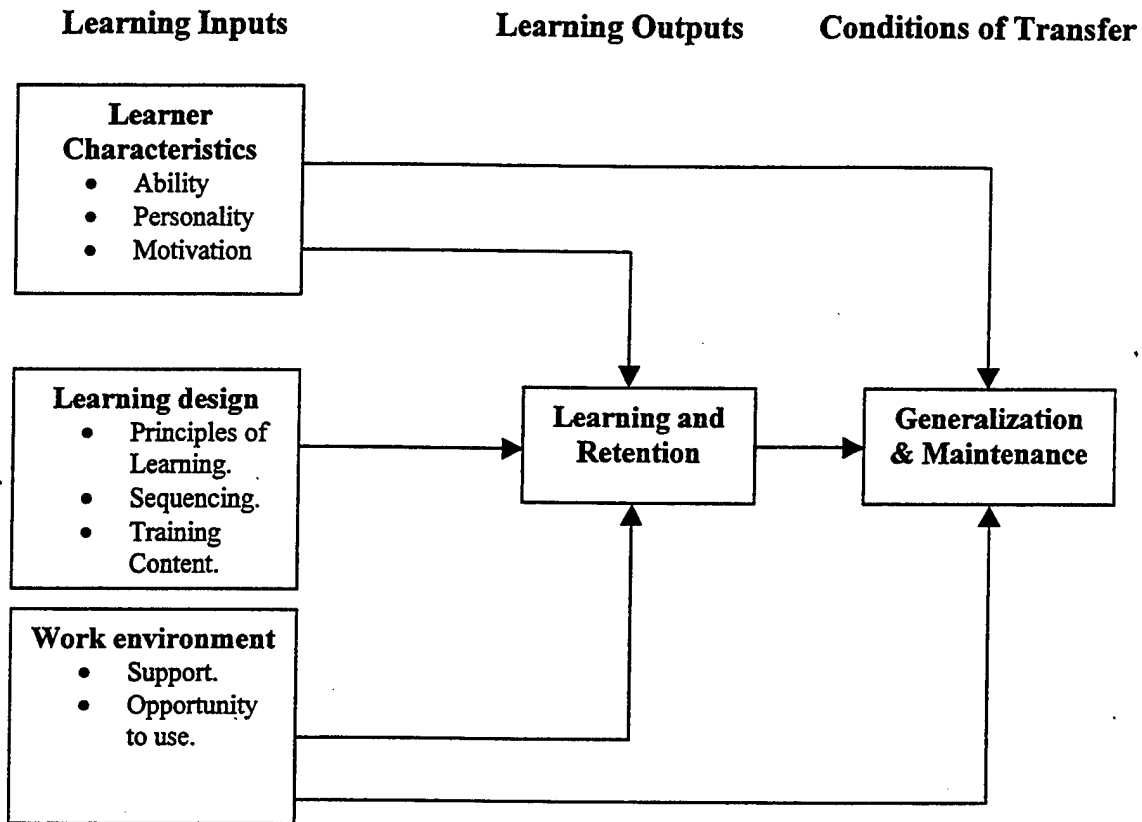 Learning Inputs
Learning Outputs
Conditions of Transfer
Learner
Characteristics
• Ability
• Personality
• Motivation
Learning design
• Principles of
Learning.
• Sequencing.
• Training
Content.
Work environment
• Support.
• Opportunity
to use.
Learning and
Retention
Generalization
& Maintenance